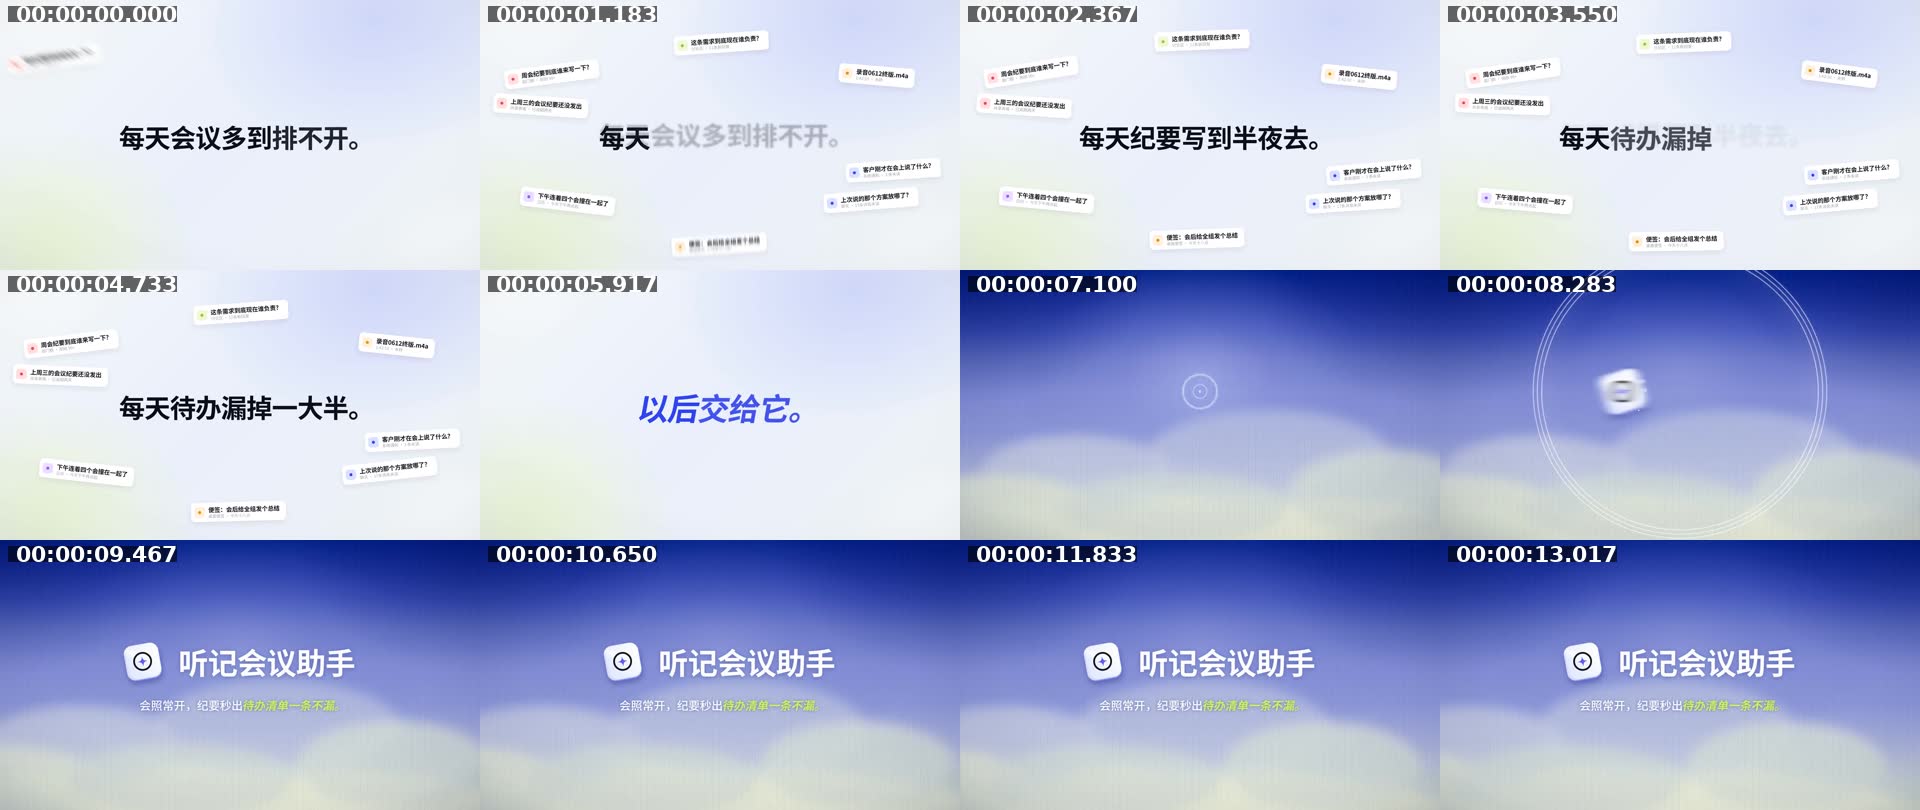 00:00:00.000
每天会议多到排不开。
00:00:01.183
这条需求到底现在谁负责?
周会纪要到底谁来写一下?
录音0612终版.m4a
上周三的会议纪要还没发出
每天会议多到排不开。
客户刚才在会上说了什么?
下午连着四个会撞在一起了
上次说的那个方案放哪了?
便签：会后给全组发个总结
00:00:02.367
这条需求到底现在谁负责?
周会纪要到底谁来写一下?
录音0612终版.m4a
上周三的会议纪要还没发出
每天纪要写到半夜去。
客户刚才在会上说了什么?
下午连着四个会撞在一起了
上次说的那个方案放哪了?
便签：会后给全组发个总结
00:00:03.550
这条需求到底现在谁负责?
周会纪要到底谁来写一下?
录音0612终版.m4a
上周三的会议纪要还没发出
每天待办漏掉半夜去。
客户刚才在会上说了什么?
下午连着四个会撞在一起了
上次说的那个方案放哪了?
便签：会后给全组发个总结
00:00:04.733
这条需求到底现在谁负责?
周会纪要到底谁来写一下?
录音0612终版.m4a
上周三的会议纪要还没发出
每天待办漏掉一大半。
客户刚才在会上说了什么?
下午连着四个会撞在一起了
上次说的那个方案放哪了?
便签：会后给全组发个总结
00:00:05.917
以后交给它。
00:00:07.100
00:00:08.283
00:00:09.467
听记会议助手
会照常开，纪要秒出待办清单一条不漏。
00:00:10.650
听记会议助手
会照常开，纪要秒出待办清单一条不漏。
00:00:11.833
听记会议助手
会照常开，纪要秒出待办清单一条不漏。
00:00:13.017
听记会议助手
会照常开，纪要秒出待办清单一条不漏。